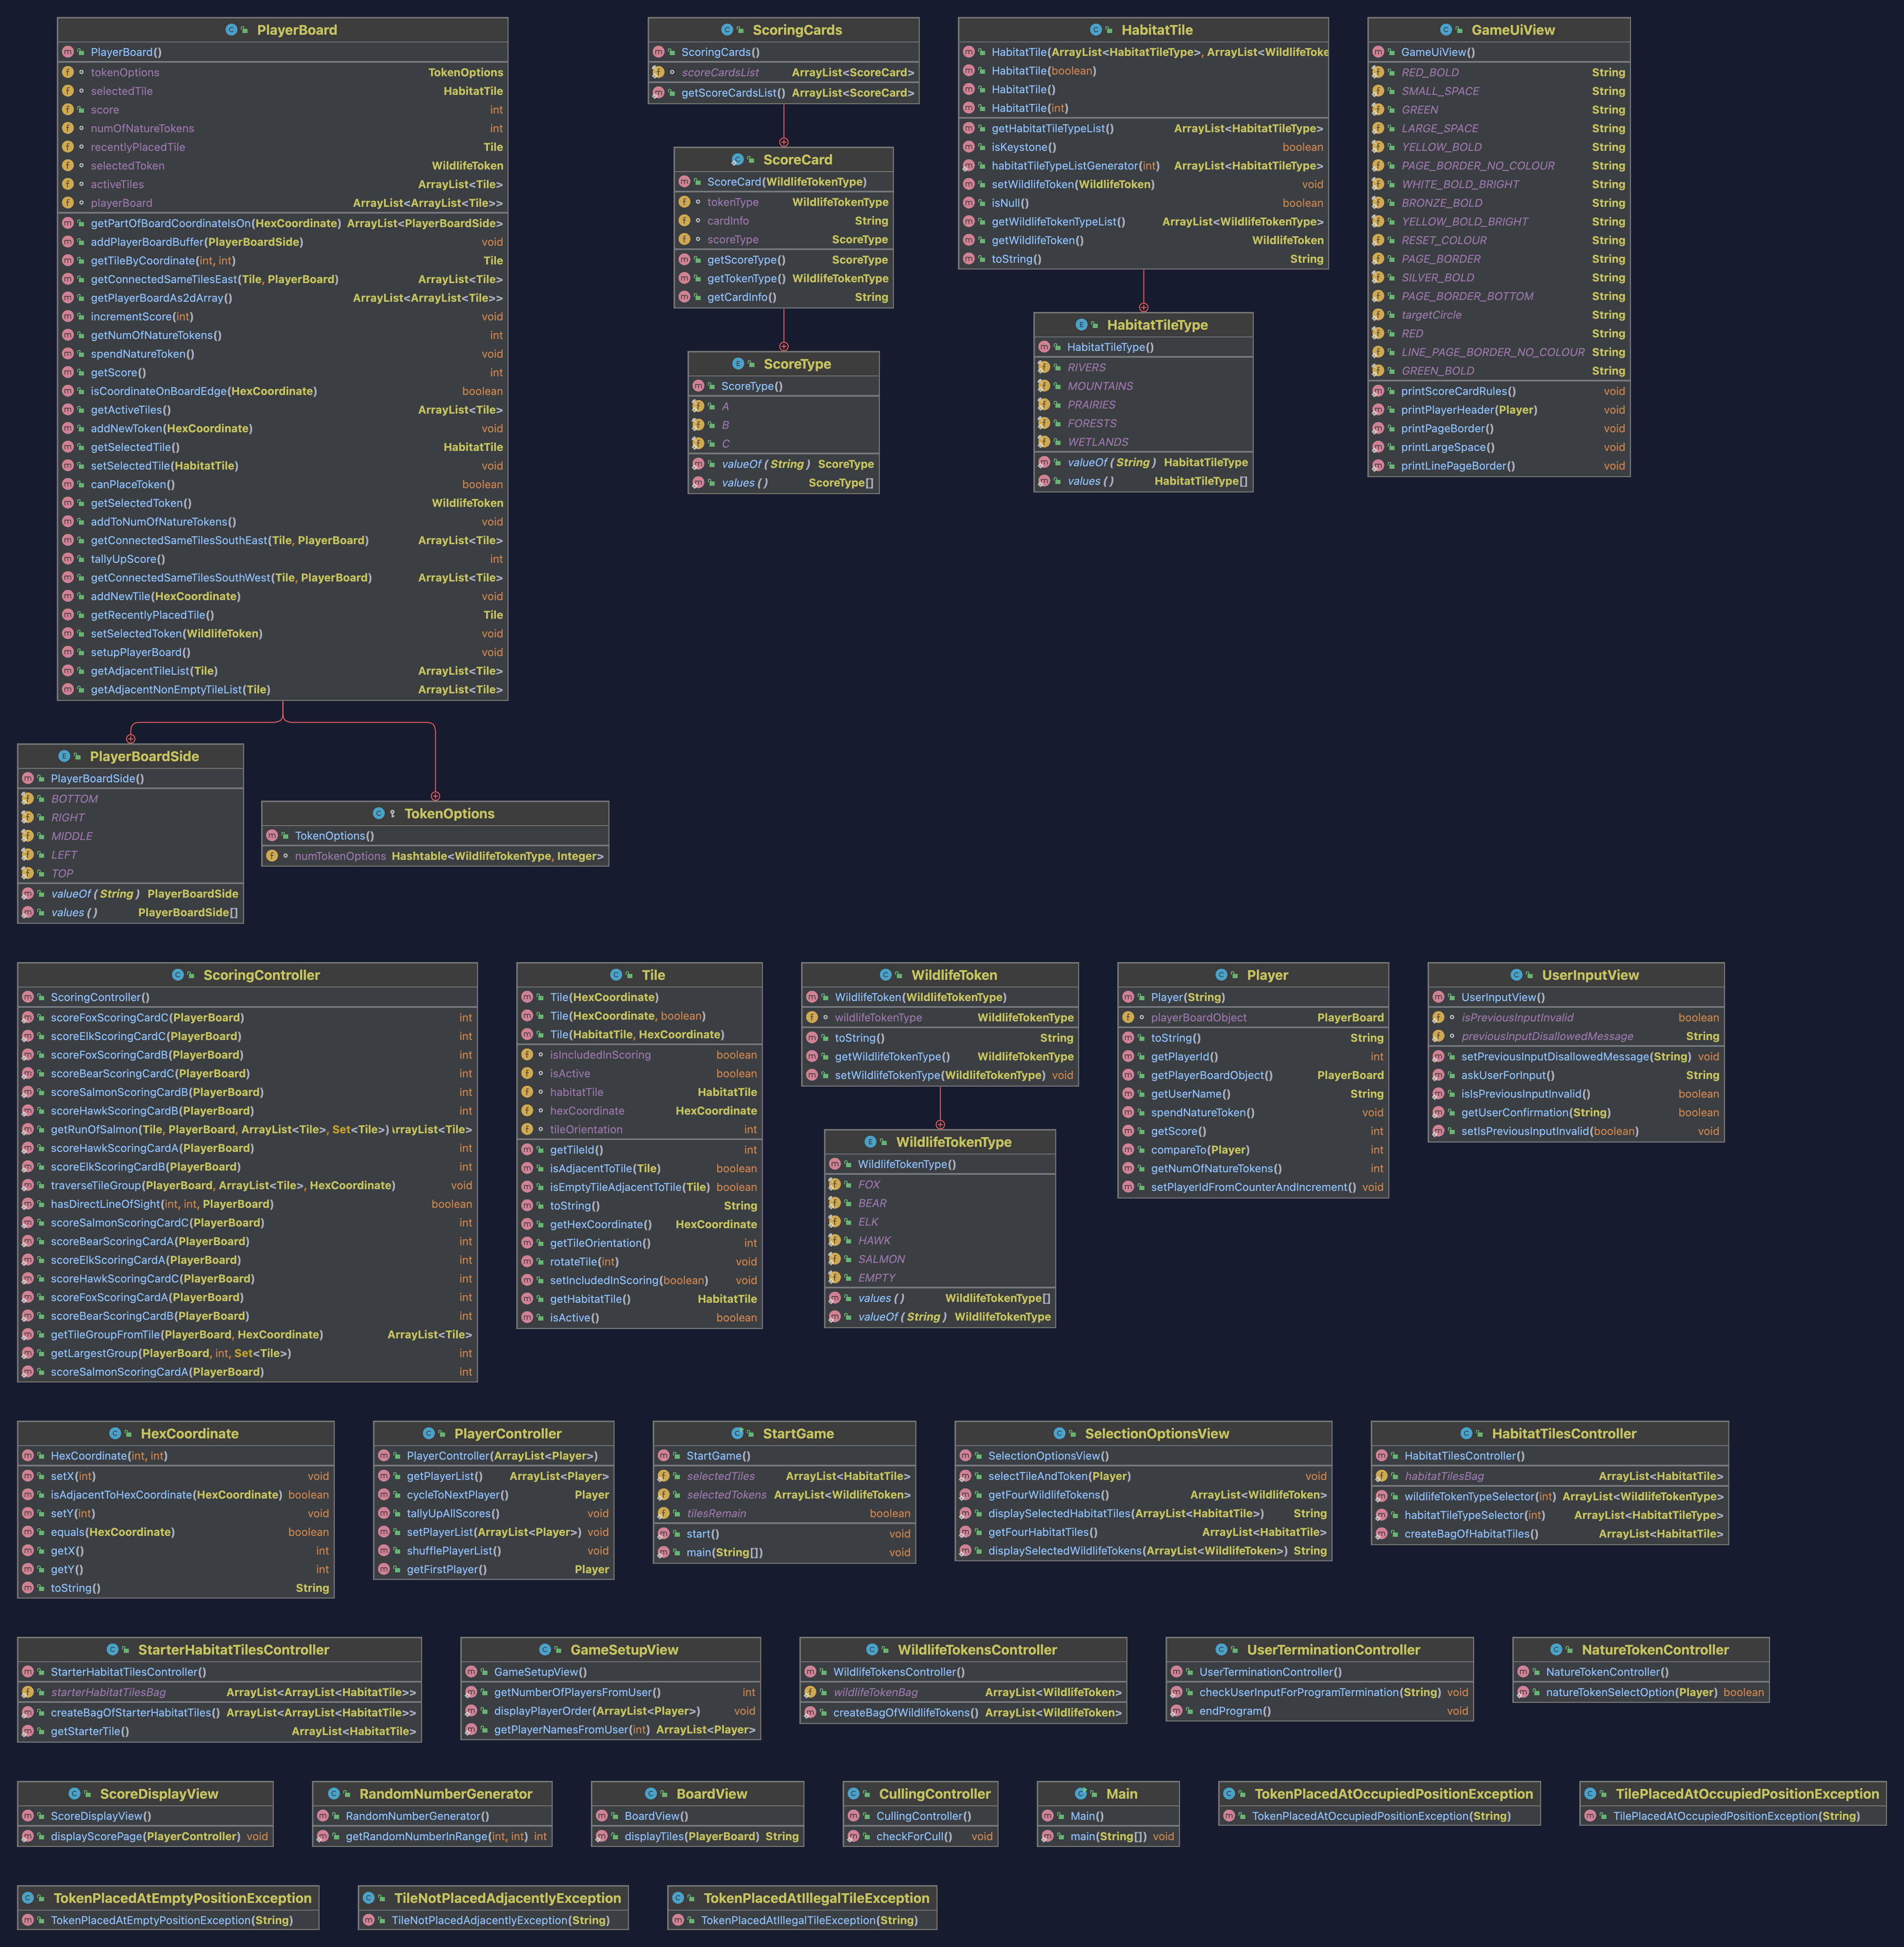 PlayerBoard
PlayerBoard()
tokenOptions TokenOptions
selectedTile HabitatTile
score int
numOfNatureTokens int
recentlyPlacedTile Tile
selectedToken WildlifeToken
activeTiles ArrayList<Tile>
playerBoard ArrayList<ArrayList<Tile>>
getPartOfBoardCoordinateIsOn(HexCoordinate) ArrayList<PlayerBoardSide>
addPlayerBoardBuffer(PlayerBoardSide) void
getTileByCoordinate(int, int) Tile
getConnectedSameTilesEast(Tile, PlayerBoard) ArrayList<Tile>
getPlayerBoardAs2dArray() ArrayList<ArrayList<Tile>>
incrementScore(int) void
getNumOfNatureTokens() int
spendNatureToken() void
getScore() int
isCoordinateOnBoardEdge(HexCoordinate) boolean
getActiveTiles() ArrayList<Tile>
addNewToken(HexCoordinate) void
getSelectedTile() HabitatTile
setSelectedTile(HabitatTile) void
canPlaceToken() boolean
getSelectedToken() WildlifeToken
addToNumOfNatureTokens() void
getConnectedSameTilesSouthEast(Tile, PlayerBoard) ArrayList<Tile>
tallyUpScore() int
getConnectedSameTilesSouthWest(Tile, PlayerBoard) ArrayList<Tile>
addNewTile(HexCoordinate) void
getRecentlyPlacedTile() Tile
setSelectedToken(WildlifeToken) void
setupPlayerBoard() void
getAdjacentTileList(Tile) ArrayList<Tile>
getAdjacentNonEmptyTileList(Tile) ArrayList<Tile>
ScoringCards
ScoringCards()
scoreCardsList ArrayList<ScoreCard>
getScoreCardsList() ArrayList<ScoreCard>
ScoreCard
ScoreCard(WildlifeTokenType)
tokenType WildlifeTokenType
cardInfo String
scoreType ScoreType
getScoreType() ScoreType
getTokenType() WildlifeTokenType
getCardInfo() String
ScoreType
ScoreType()
A
B
C
valueOf(String) ScoreType
values() ScoreType[]
HabitatTile
HabitatTile(ArrayList<HabitatTileType>, ArrayList<WildlifeToke
HabitatTile(boolean)
HabitatTile()
HabitatTile(int)
getHabitatTileTypeList() ArrayList<HabitatTileType>
isKeystone() boolean
habitatTileTypeListGenerator(int) ArrayList<HabitatTileType>
setWildlifeToken(WildlifeToken) void
isNull() boolean
getWildlifeTokenTypeList() ArrayList<WildlifeTokenType>
getWildlifeToken() WildlifeToken
toString() String
HabitatTileType
HabitatTileType()
RIVERS
MOUNTAINS
PRAIRIES
FORESTS
WETLANDS
valueOf(String) HabitatTileType
values() HabitatTileType[]
GameUiView
GameUiView()
RED_BOLD String
SMALL_SPACE String
GREEN String
LARGE_SPACE String
YELLOW_BOLD String
PAGE_BORDER_NO_COLOUR String
WHITE_BOLD_BRIGHT String
BRONZE_BOLD String
YELLOW_BOLD_BRIGHT String
RESET_COLOUR String
PAGE_BORDER String
SILVER_BOLD String
PAGE_BORDER_BOTTOM String
targetCircle String
RED String
LINE_PAGE_BORDER_NO_COLOUR String
GREEN_BOLD String
printScoreCardRules() void
printPlayerHeader(Player) void
printPageBorder() void
printLargeSpace() void
printLinePageBorder() void
PlayerBoardSide
PlayerBoardSide()
BOTTOM
RIGHT
MIDDLE
LEFT
TOP
valueOf(String) PlayerBoardSide
values() PlayerBoardSide[]
TokenOptions
TokenOptions()
numTokenOptions Hashtable<WildlifeTokenType, Integer>
ScoringController
ScoringController()
scoreFoxScoringCardC(PlayerBoard) int
scoreElkScoringCardC(PlayerBoard) int
scoreFoxScoringCardB(PlayerBoard) int
scoreBearScoringCardC(PlayerBoard) int
scoreSalmonScoringCardB(PlayerBoard) int
scoreHawkScoringCardB(PlayerBoard) int
getRunOfSalmon(Tile, PlayerBoard, ArrayList<Tile>, Set<Tile>) \rrayList<Tile>
scoreHawkScoringCardA(PlayerBoard) int
scoreElkScoringCardB(PlayerBoard) int
traverseTileGroup(PlayerBoard, ArrayList<Tile>, HexCoordinate) void
hasDirectLineOfSight(int, int, PlayerBoard) boolean
scoreSalmonScoringCardC(PlayerBoard) int
scoreBearScoringCardA(PlayerBoard) int
scoreElkScoringCardA(PlayerBoard) int
scoreHawkScoringCardC(PlayerBoard) int
scoreFoxScoringCardA(PlayerBoard) int
scoreBearScoringCardB(PlayerBoard) int
getTileGroupFromTile(PlayerBoard, HexCoordinate) ArrayList<Tile>
getLargestGroup(PlayerBoard, int, Set<Tile>) int
scoreSalmonScoringCardA(PlayerBoard) int
Tile
Tile(HexCoordinate)
Tile(HexCoordinate, boolean)
Tile(HabitatTile, HexCoordinate)
isIncludedInScoring boolean
isActive boolean
habitatTile HabitatTile
hexCoordinate HexCoordinate
tileOrientation int
getTileId() int
isAdjacentToTile(Tile) boolean
isEmptyTileAdjacentToTile(Tile) boolean
toString() String
getHexCoordinate() HexCoordinate
getTileOrientation() int
rotateTile(int) void
setIncludedInScoring(boolean) void
getHabitatTile() HabitatTile
isActive() boolean
WildlifeToken
WildlifeToken(WildlifeTokenType)
wildlifeTokenType WildlifeTokenType
toString() String
getWildlifeTokenType() WildlifeTokenType
setWildlifeTokenType(WildlifeTokenType) void
WildlifeTokenType
WildlifeTokenType()
FOX
BEAR
ELK
HAWK
SALMON
EMPTY
values() WildlifeTokenType[]
valueOf(String) WildlifeTokenType
Player
Player(String)
playerBoardObject PlayerBoard
toString() String
getPlayerId() int
getPlayerBoardObject() PlayerBoard
getUserName() String
spendNatureToken() void
getScore() int
compareTo(Player) int
getNumOfNatureTokens() int
setPlayerIdFromCounterAndIncrement() void
UserInputView
UserInputView()
isPreviousInputInvalid boolean
previousInputDisallowedMessage String
setPreviousInputDisallowedMessage(String) void
askUserForInput() String
isIsPreviousInputInvalid() boolean
getUserConfirmation(String) boolean
setIsPreviousInputInvalid(boolean) void
HexCoordinate
HexCoordinate(int, int)
setX(int) void
isAdjacentToHexCoordinate(HexCoordinate) boolean
setY(int) void
equals(HexCoordinate) boolean
getX() int
getY() int
toString() String
PlayerController
PlayerController(ArrayList<Player>)
getPlayerList() ArrayList<Player>
cycleToNextPlayer() Player
tallyUpAllScores() void
setPlayerList(ArrayList<Player>) void
shufflePlayerList() void
getFirstPlayer() Player
StartGame
StartGame()
selectedTiles ArrayList<HabitatTile>
selectedTokens ArrayList<WildlifeToken>
tilesRemain boolean
start() void
main(String[]) void
SelectionOptionsView
SelectionOptionsView()
selectTileAndToken(Player) void
getFourWildlifeTokens() ArrayList<WildlifeToken>
displaySelectedHabitatTiles(ArrayList<HabitatTile>) String
getFourHabitatTiles() ArrayList<HabitatTile>
displaySelectedWildlifeTokens(ArrayList<WildlifeToken>) String
HabitatTilesController
HabitatTilesController()
habitatTilesBag ArrayList<HabitatTile>
wildlifeTokenTypeSelector(int) ArrayList<WildlifeTokenType>
habitatTileTypeSelector(int) ArrayList<HabitatTileType>
createBagOfHabitatTiles() ArrayList<HabitatTile>
StarterHabitatTilesController
StarterHabitatTilesController()
starterHabitatTilesBag ArrayList<ArrayList<HabitatTile>>
createBagOfStarterHabitatTiles() ArrayList<ArrayList<HabitatTile>>
getStarterTile() ArrayList<HabitatTile>
GameSetupView
GameSetupView()
getNumberOfPlayersFromUser() int
displayPlayerOrder(ArrayList<Player>) void
getPlayerNamesFromUser(int) ArrayList<Player>
WildlifeTokensController
WildlifeTokensController()
wildlifeTokenBag ArrayList<WildlifeToken>
createBagOfWildlifeTokens() ArrayList<WildlifeToken>
UserTerminationController
UserTerminationController()
checkUserInputForProgramTermination(String) void
endProgram() void
NatureTokenController
NatureTokenController()
natureTokenSelectOption(Player) boolean
ScoreDisplayView
ScoreDisplayView()
displayScorePage(PlayerController) void
RandomNumberGenerator
RandomNumberGenerator()
getRandomNumberInRange(int, int) int
BoardView
BoardView()
displayTiles(PlayerBoard) String
CullingController
CullingController()
checkForCull() void
Main
Main()
main(String[]) void
TokenPlacedAtOccupiedPositionException
TokenPlacedAtOccupiedPositionException(String)
TilePlacedAtOccupiedPositionException
TilePlacedAtOccupiedPositionException(String)
TokenPlacedAtEmptyPositionException
TokenPlacedAtEmptyPositionException(String)
TileNotPlacedAdjacentlyException
TileNotPlacedAdjacentlyException(String)
TokenPlacedAtIllegalTileException
TokenPlacedAtIllegalTileException(String)